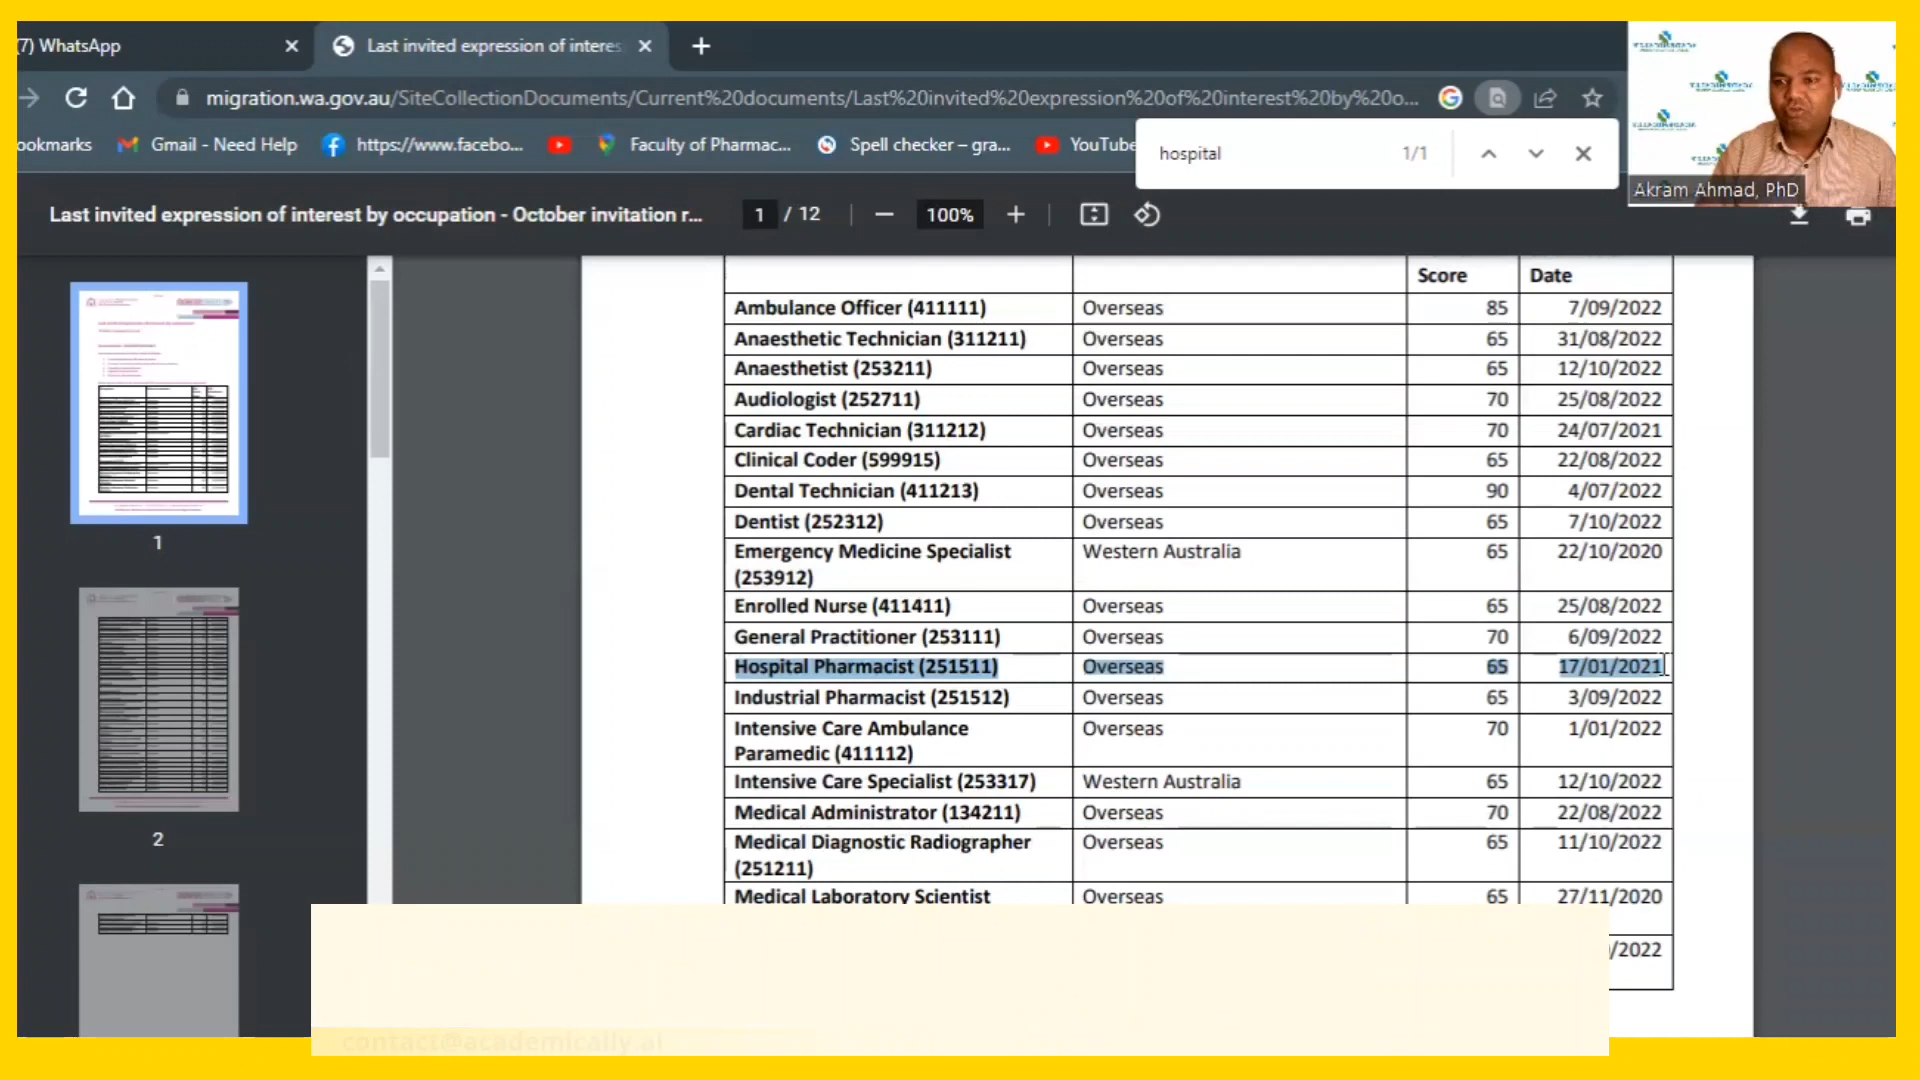 7) WhatsApp
Last invited expression of interes
migration.wa.gov.au/SiteCollectionDocuments/Current%20documents/Last%20invited%20expression%20of%20interest%20by%20o...
ookmarks
Gmail - Need Help
https://www.facebo...
Faculty of Pharmac...
Spell checker – gra...
YouTube
hospital
1/1
Akram Ahmad, PhD
Last invited expression of interest by occupation - October invitation r...
1 / 12
100%
Score Date
Ambulance Officer (411111) Overseas 85 7/09/2022
Anaesthetic Technician (311211) Overseas 65 31/08/2022
Anaesthetist (253211) Overseas 65 12/10/2022
Audiologist (252711) Overseas 70 25/08/2022
Cardiac Technician (311212) Overseas 70 24/07/2021
Clinical Coder (599915) Overseas 65 22/08/2022
Dental Technician (411213) Overseas 90 4/07/2022
Dentist (252312) Overseas 65 7/10/2022
Emergency Medicine Specialist Western Australia 65 22/10/2020
(253912)
Enrolled Nurse (411411) Overseas 65 25/08/2022
General Practitioner (253111) Overseas 70 6/09/2022
Hospital Pharmacist (251511) Overseas 65 17/01/2021
Industrial Pharmacist (251512) Overseas 65 3/09/2022
Intensive Care Ambulance Overseas 70 1/01/2022
Paramedic (411112)
Intensive Care Specialist (253317) Western Australia 65 12/10/2022
Medical Administrator (134211) Overseas 70 22/08/2022
Medical Diagnostic Radiographer Overseas 65 11/10/2022
(251211)
Medical Laboratory Scientist Overseas 65 27/11/2020
/2022
1
2
contact@academically.ai